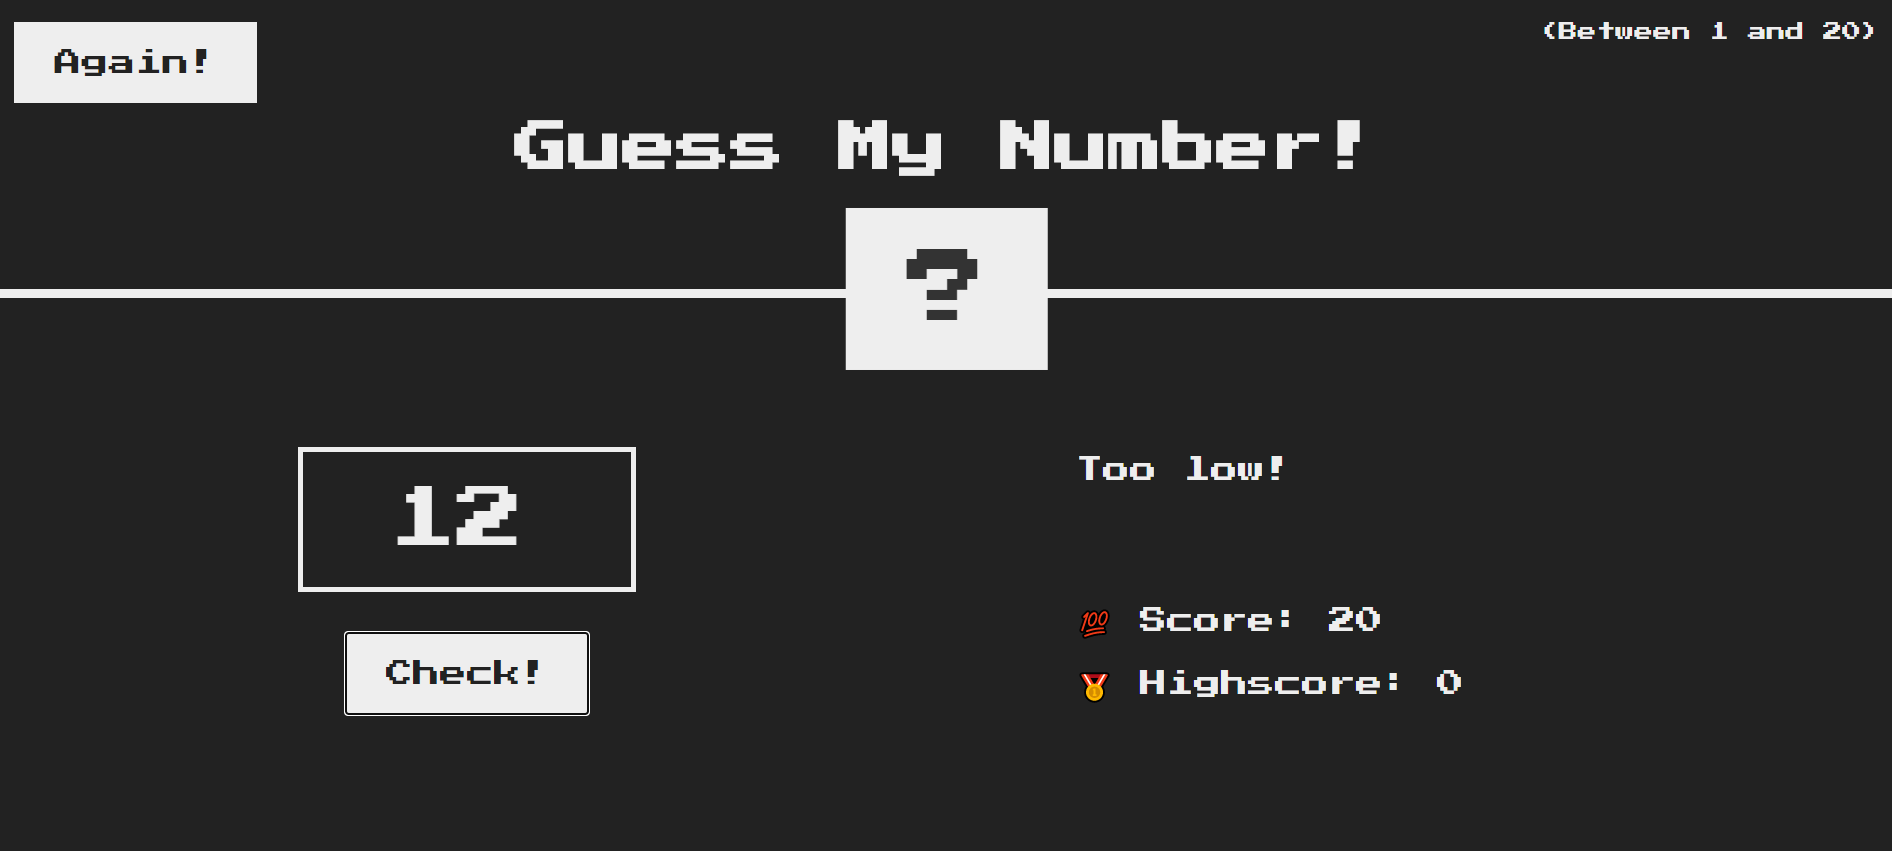 Again!
(Between 1 and 20)
Guess My Number!
?
12
Check!
Too low!
💯 Score: 20
🥇 Highscore: 0